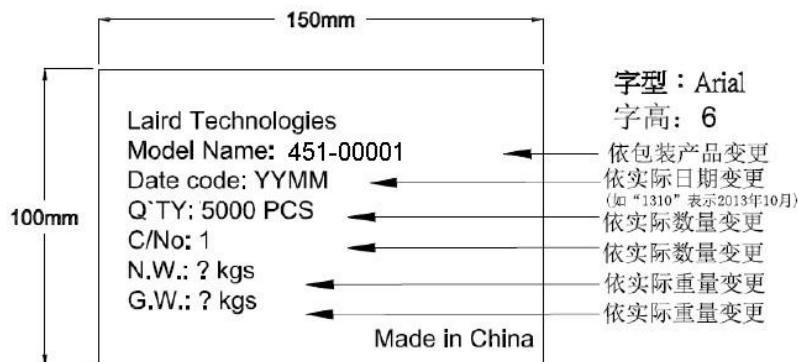 150mm
100mm
Laird Technologies
Model Name: 451-00001
Date code: YYMM
Q`TY: 5000 PCS
C/No: 1
N.W.: ? kgs
G.W.: ? kgs
Made in China
字型：Arial
字高：6
依包装产品变更
依实际日期变更
(如“1310”表示2013年10月)
依实际数量变更
依实际数量变更
依实际重量变更
依实际重量变更